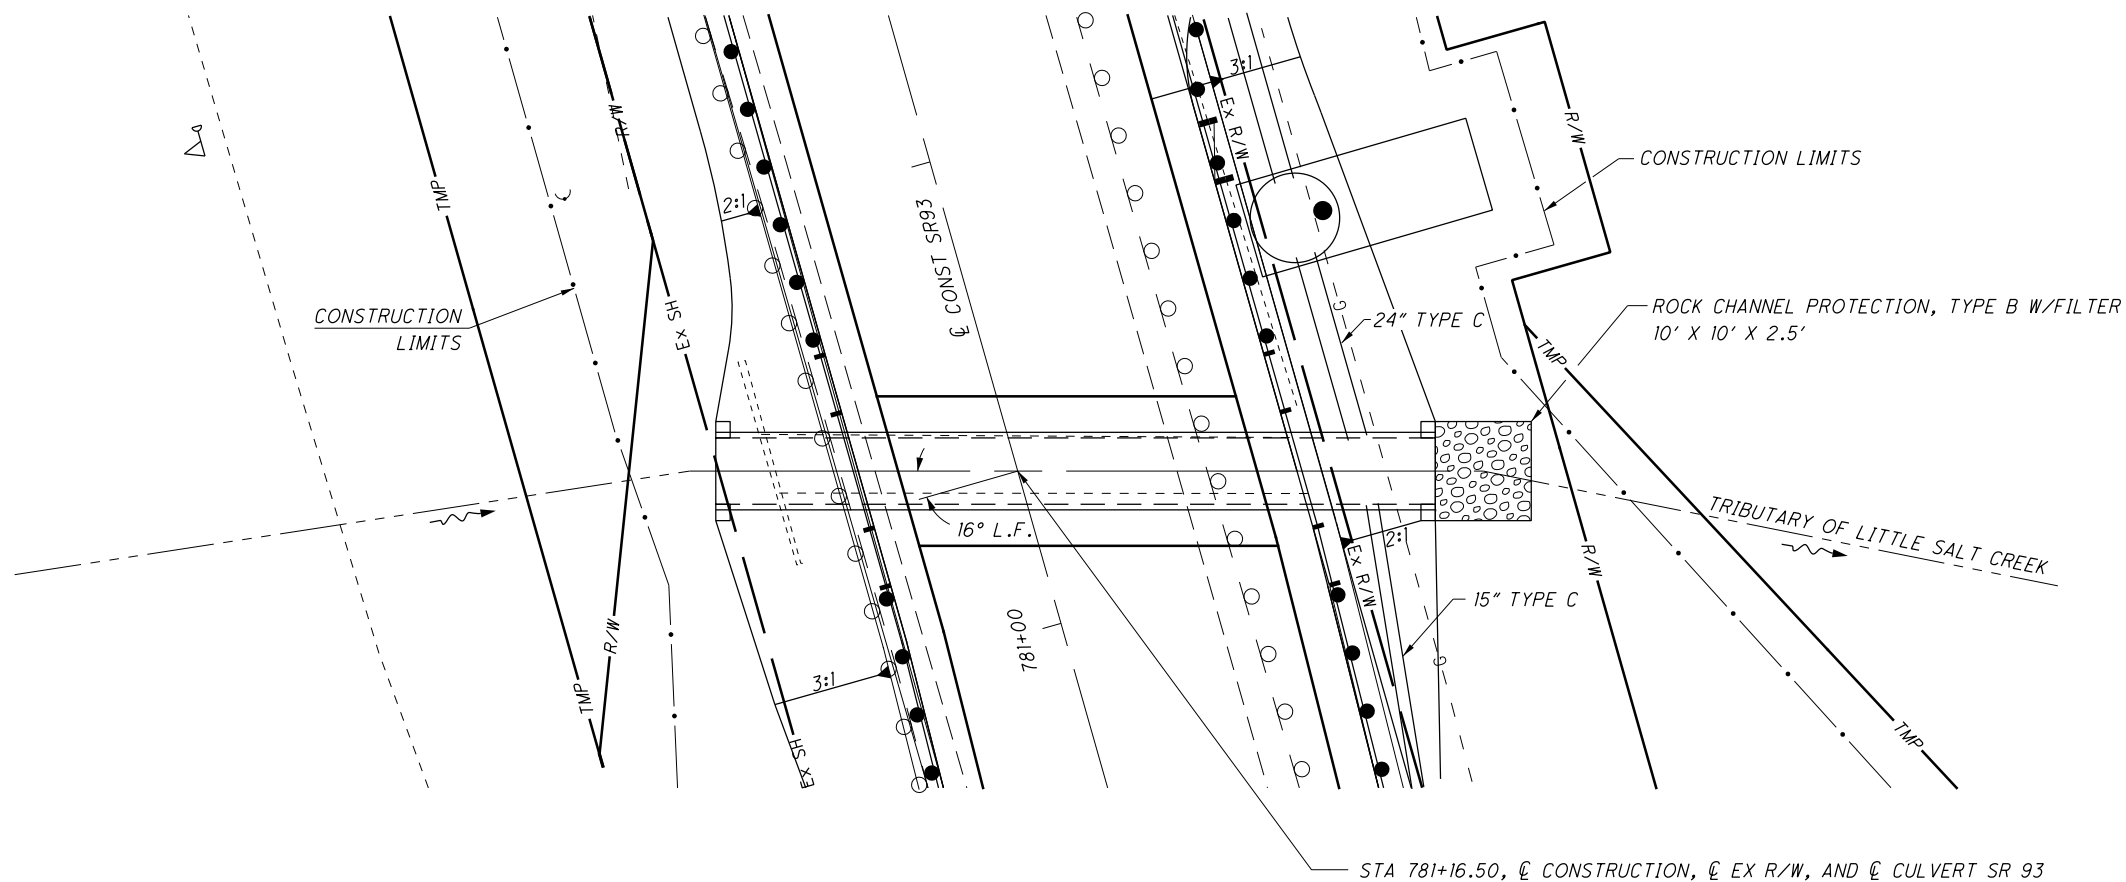 3:1
R/W
EX R/W
R/W
TMP
CONSTRUCTION LIMITS
2:1
℄ CONST SR93
CONSTRUCTION
LIMITS
EX SH
G
24" TYPE C
ROCK CHANNEL PROTECTION, TYPE B W/FILTER
10' X 10' X 2.5'
TMP
16° L.F.
2:1
TRIBUTARY OF LITTLE SALT CREEK
EX R/W
R/W
R/W
781+00
15" TYPE C
G
3:1
TMP
EX SH
TMP
STA 781+16.50, ℄ CONSTRUCTION, ℄ EX R/W, AND ℄ CULVERT SR 93